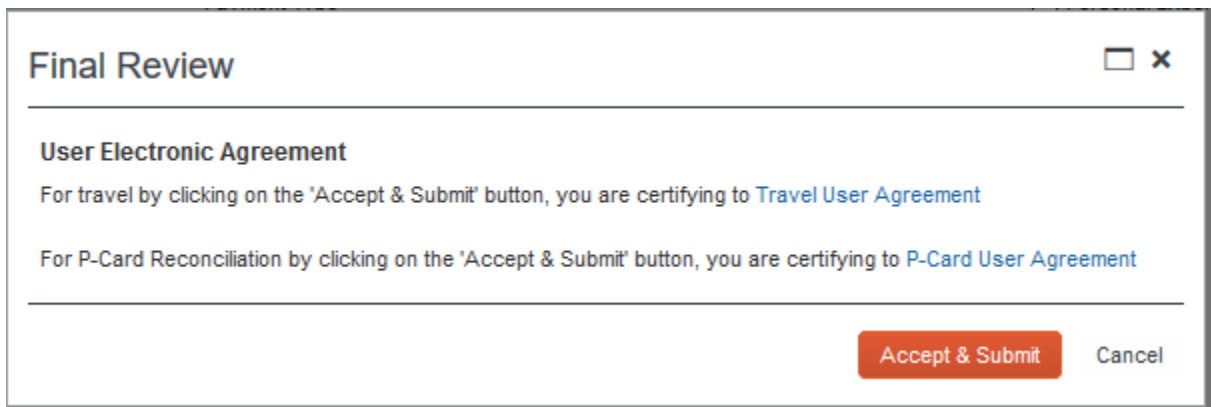 Final Review
User Electronic Agreement
For travel by clicking on the 'Accept & Submit' button, you are certifying to Travel User Agreement
For P-Card Reconciliation by clicking on the 'Accept & Submit' button, you are certifying to P-Card User Agreement
Accept & Submit Cancel